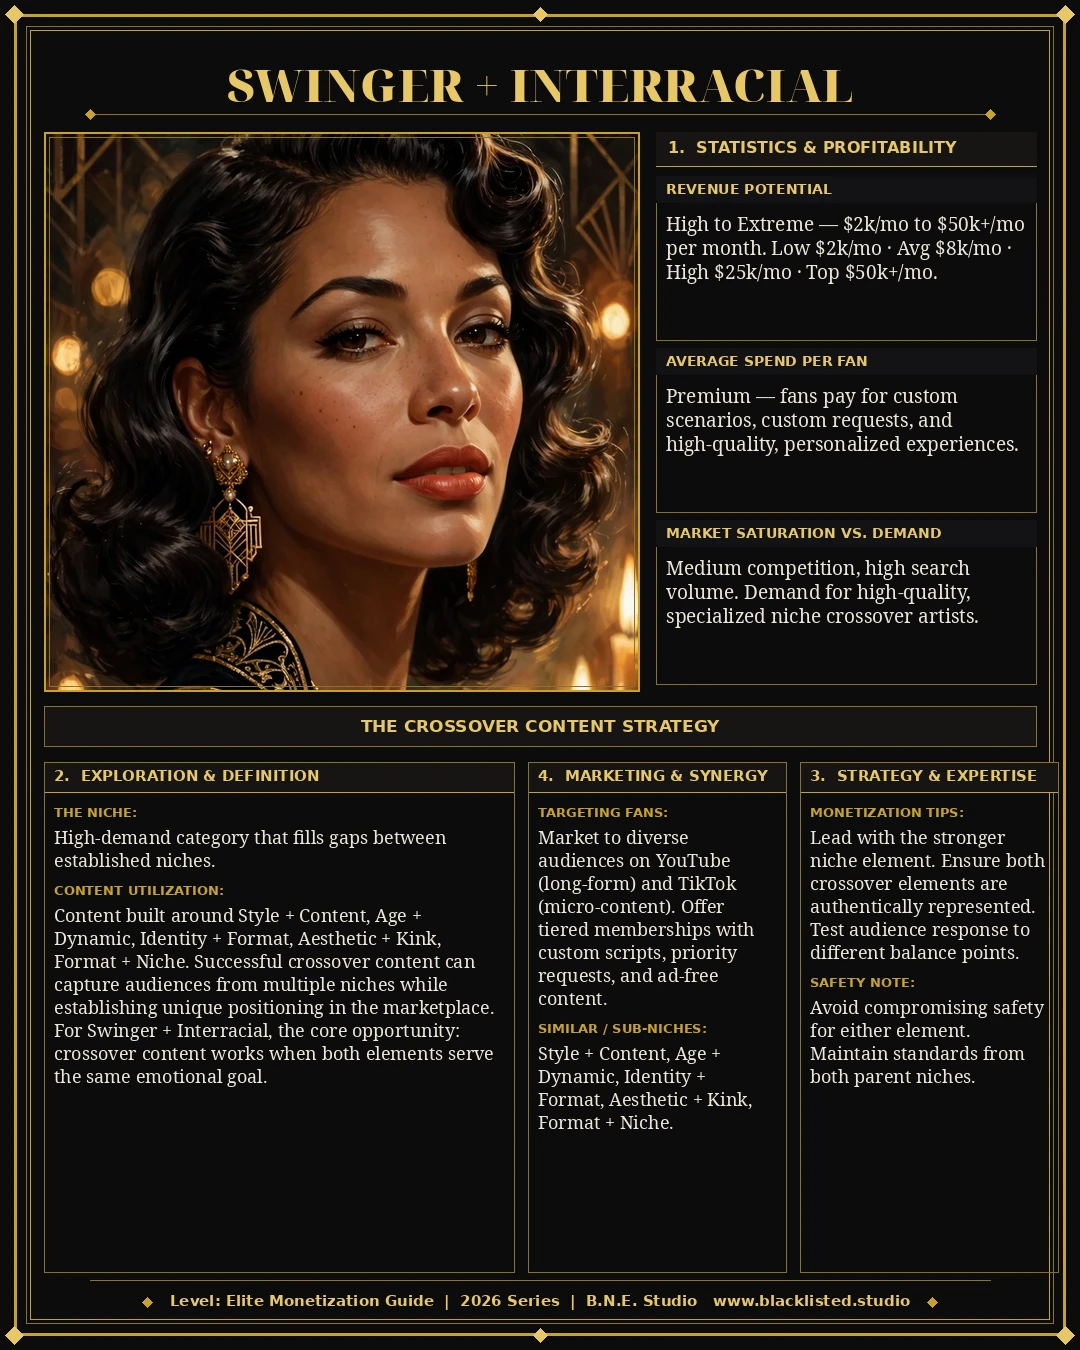 SWINGER + INTERRACIAL
1. STATISTICS & PROFITABILITY
REVENUE POTENTIAL
High to Extreme — $2k/mo to $50k+/mo
per month. Low $2k/mo · Avg $8k/mo ·
High $25k/mo · Top $50k+/mo.
AVERAGE SPEND PER FAN
Premium — fans pay for custom
scenarios, custom requests, and
high-quality, personalized experiences.
MARKET SATURATION VS. DEMAND
Medium competition, high search
volume. Demand for high-quality,
specialized niche crossover artists.
THE CROSSOVER CONTENT STRATEGY
2. EXPLORATION & DEFINITION
THE NICHE:
High-demand category that fills gaps between
established niches.
CONTENT UTILIZATION:
Content built around Style + Content, Age +
Dynamic, Identity + Format, Aesthetic + Kink,
Format + Niche. Successful crossover content can
capture audiences from multiple niches while
establishing unique positioning in the marketplace.
For Swinger + Interracial, the core opportunity:
crossover content works when both elements serve
the same emotional goal.
4. MARKETING & SYNERGY
TARGETING FANS:
Market to diverse
audiences on YouTube
(long-form) and TikTok
(micro-content). Offer
tiered memberships with
custom scripts, priority
requests, and ad-free
content.
SIMILAR / SUB-NICHES:
Style + Content, Age +
Dynamic, Identity +
Format, Aesthetic + Kink,
Format + Niche.
3. STRATEGY & EXPERTISE
MONETIZATION TIPS:
Lead with the stronger
niche element. Ensure both
crossover elements are
authentically represented.
Test audience response to
different balance points.
SAFETY NOTE:
Avoid compromising safety
for either element.
Maintain standards from
both parent niches.
Level: Elite Monetization Guide | 2026 Series | B.N.E. Studio www.blacklisted.studio